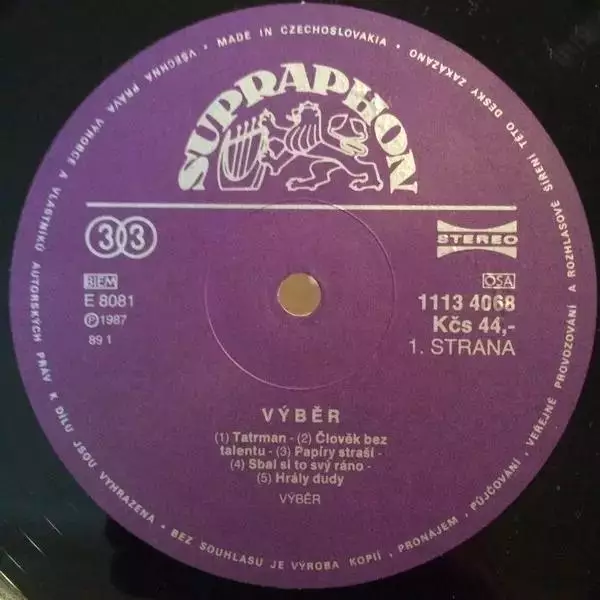 MADE IN CZECHOSLOVAKIA • VŠECHNA PRÁVA VÝROBCE A VLASTNÍKŮ AUTORSKÝCH PRÁV K DÍLU JSOU VYHRAZENA • BEZ SOUHLASU JE VÝROBA KOPIÍ, PRONÁJEM, PŮJČOVÁNÍ, VEŘEJNÉ PROVOZOVÁNÍ A ROZHLASOVÉ ŠÍŘENÍ TÉTO DESKY ZAKÁZÁNO •
SUPRAPHON
33
STEREO
BIEM
OSA
E 8081
1113 4068
Ⓟ1987
Kčs 44,-
89 1
1. STRANA
VÝBĚR
(1) Tatrman - (2) Člověk bez
talentu - (3) Papíry straší -
(4) Sbal si to svý ráno -
(5) Hrály dudy
VÝBĚR